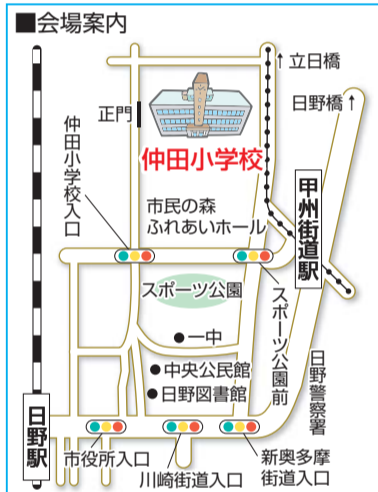 ■会場案内
↑立日橋
日野橋↑
正門
仲田小学校
仲田小学校入口
市民の森
ふれあいホール
甲州街道駅
スポーツ公園
スポーツ公園前
●一中
●中央公民館
●日野図書館
日野警察署
日野駅
市役所入口
川崎街道入口
新奥多摩
街道入口